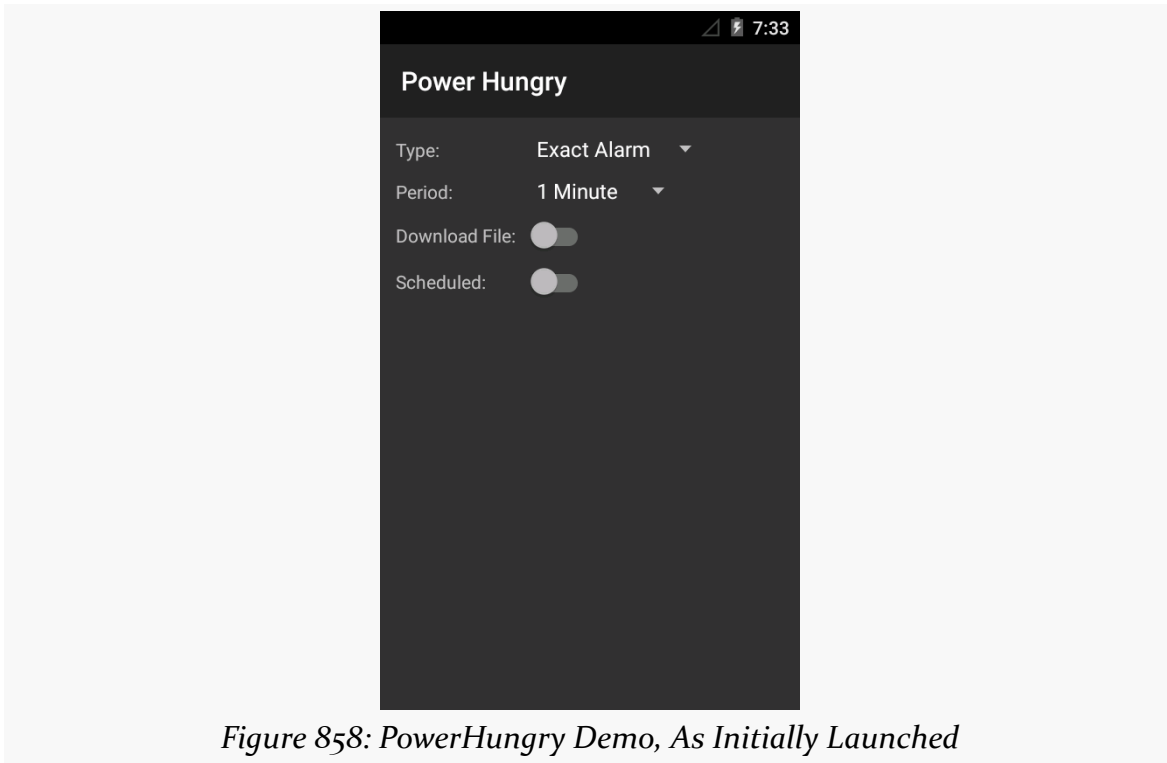 7:33
Power Hungry
Type: Exact Alarm
Period: 1 Minute
Download File:
Scheduled:
Figure 858: PowerHungry Demo, As Initially Launched